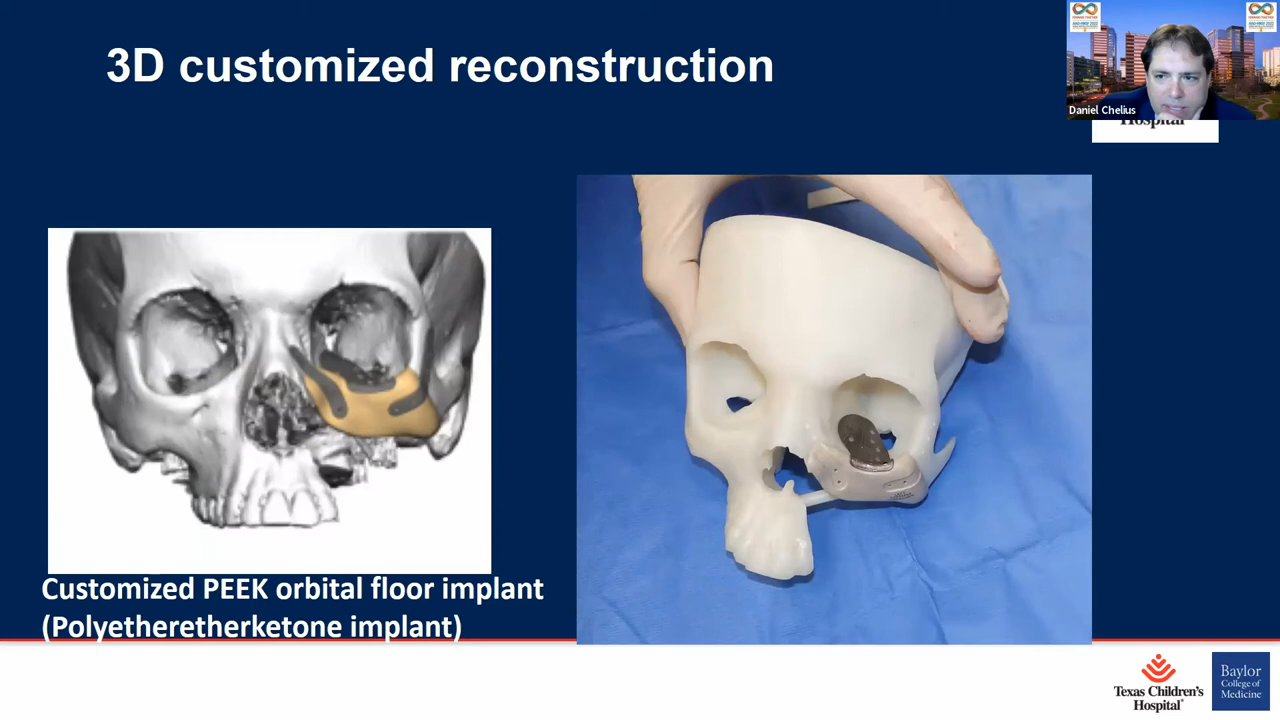 3D customized reconstruction
Daniel Chelius
Hospital
Customized PEEK orbital floor implant
(Polyetheretherketone implant)
Texas Children's
Hospital
Baylor
College of
Medicine